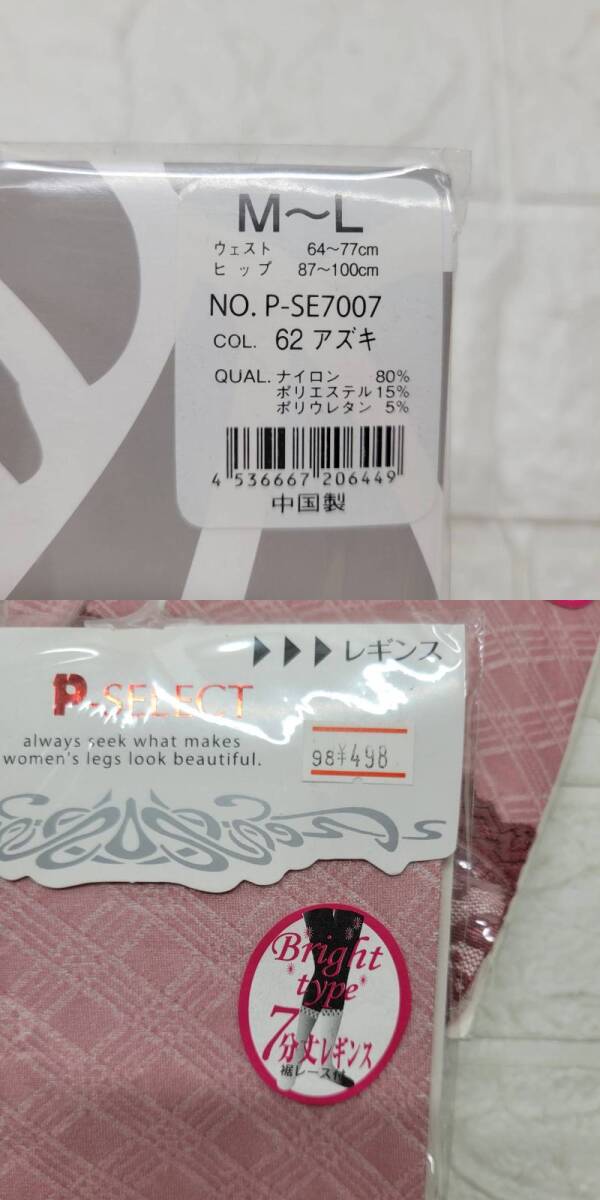 M～L
ウェスト 64～77cm
ヒップ 87～100cm
NO. P-SE7007
COL. 62 アズキ
QUAL. ナイロン 80%
ポリエステル 15%
ポリウレタン 5%
4 536667 206449
中国製
レギンス
P-SELECT
always seek what makes
women's legs look beautiful.
98¥498
Bright
type
7分丈レギンス
裾レース付